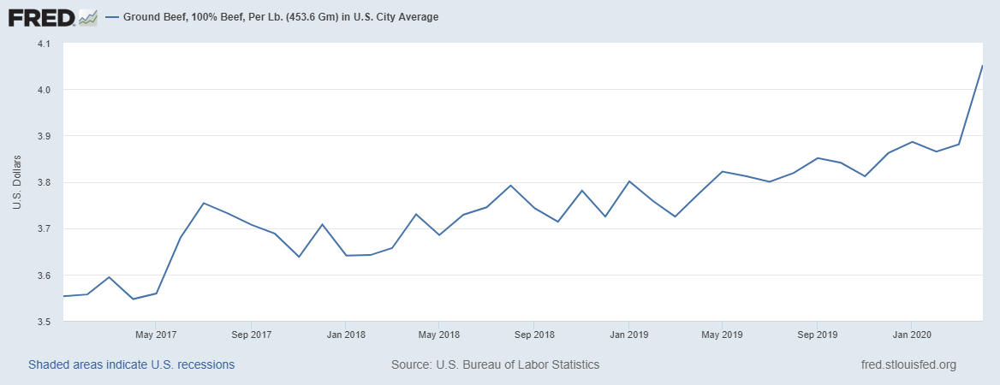 FRED
Ground Beef, 100% Beef, Per Lb. (453.6 Gm) in U.S. City Average
4.1
4.0
3.9
3.8
3.7
3.6
3.5
U.S. Dollars
May 2017
Sep 2017
Jan 2018
May 2018
Sep 2018
Jan 2019
May 2019
Sep 2019
Jan 2020
Shaded areas indicate U.S. recessions
Source: U.S. Bureau of Labor Statistics
fred.stlouisfed.org